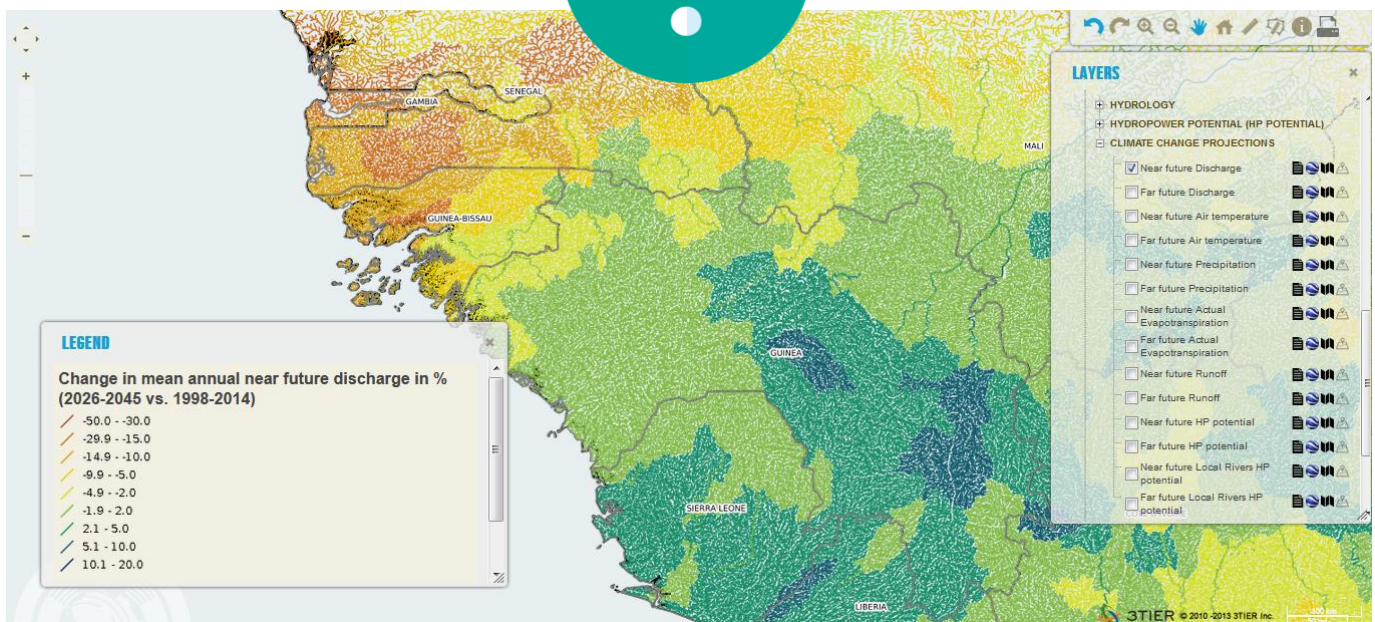 SENEGAL
GAMBIA
MALI
GUINEA-BISSAU
GUINEA
SIERRA LEONE
LIBERIA
LEGEND
Change in mean annual near future discharge in %
(2026-2045 vs. 1998-2014)
-50.0 - -30.0
-29.9 - -15.0
-14.9 - -10.0
-9.9 - -5.0
-4.9 - -2.0
-1.9 - 2.0
2.1 - 5.0
5.1 - 10.0
10.1 - 20.0
LAYERS
HYDROLOGY
HYDROPOWER POTENTIAL (HP POTENTIAL)
CLIMATE CHANGE PROJECTIONS
Near future Discharge
Far future Discharge
Near future Air temperature
Far future Air temperature
Near future Precipitation
Far future Precipitation
Near future Actual
Evapotranspiration
Far future Actual
Evapotranspiration
Near future Runoff
Far future Runoff
Near future HP potential
Far future HP potential
Near future Local Rivers HP
potential
Far future Local Rivers HP
potential
3TIER © 2010 -2013 3TIER Inc.